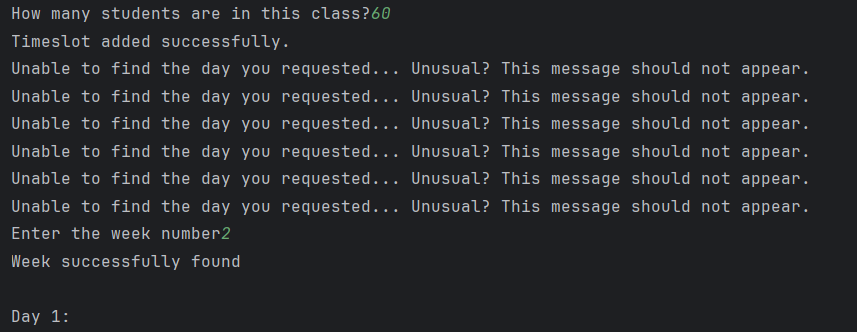 How many students are in this class?60
Timeslot added successfully.
Unable to find the day you requested... Unusual? This message should not appear.
Unable to find the day you requested... Unusual? This message should not appear.
Unable to find the day you requested... Unusual? This message should not appear.
Unable to find the day you requested... Unusual? This message should not appear.
Unable to find the day you requested... Unusual? This message should not appear.
Unable to find the day you requested... Unusual? This message should not appear.
Enter the week number2
Week successfully found
Day 1: